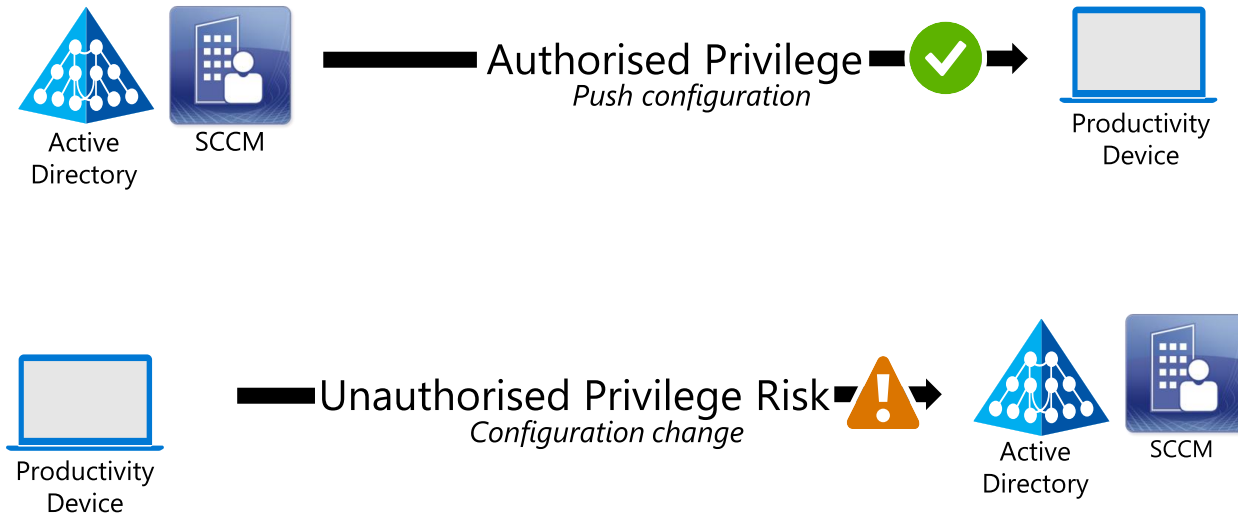 Authorised Privilege
Push configuration
Active
Directory
SCCM
Productivity
Device
Unauthorised Privilege Risk
Configuration change
Productivity
Device
Active
Directory
SCCM